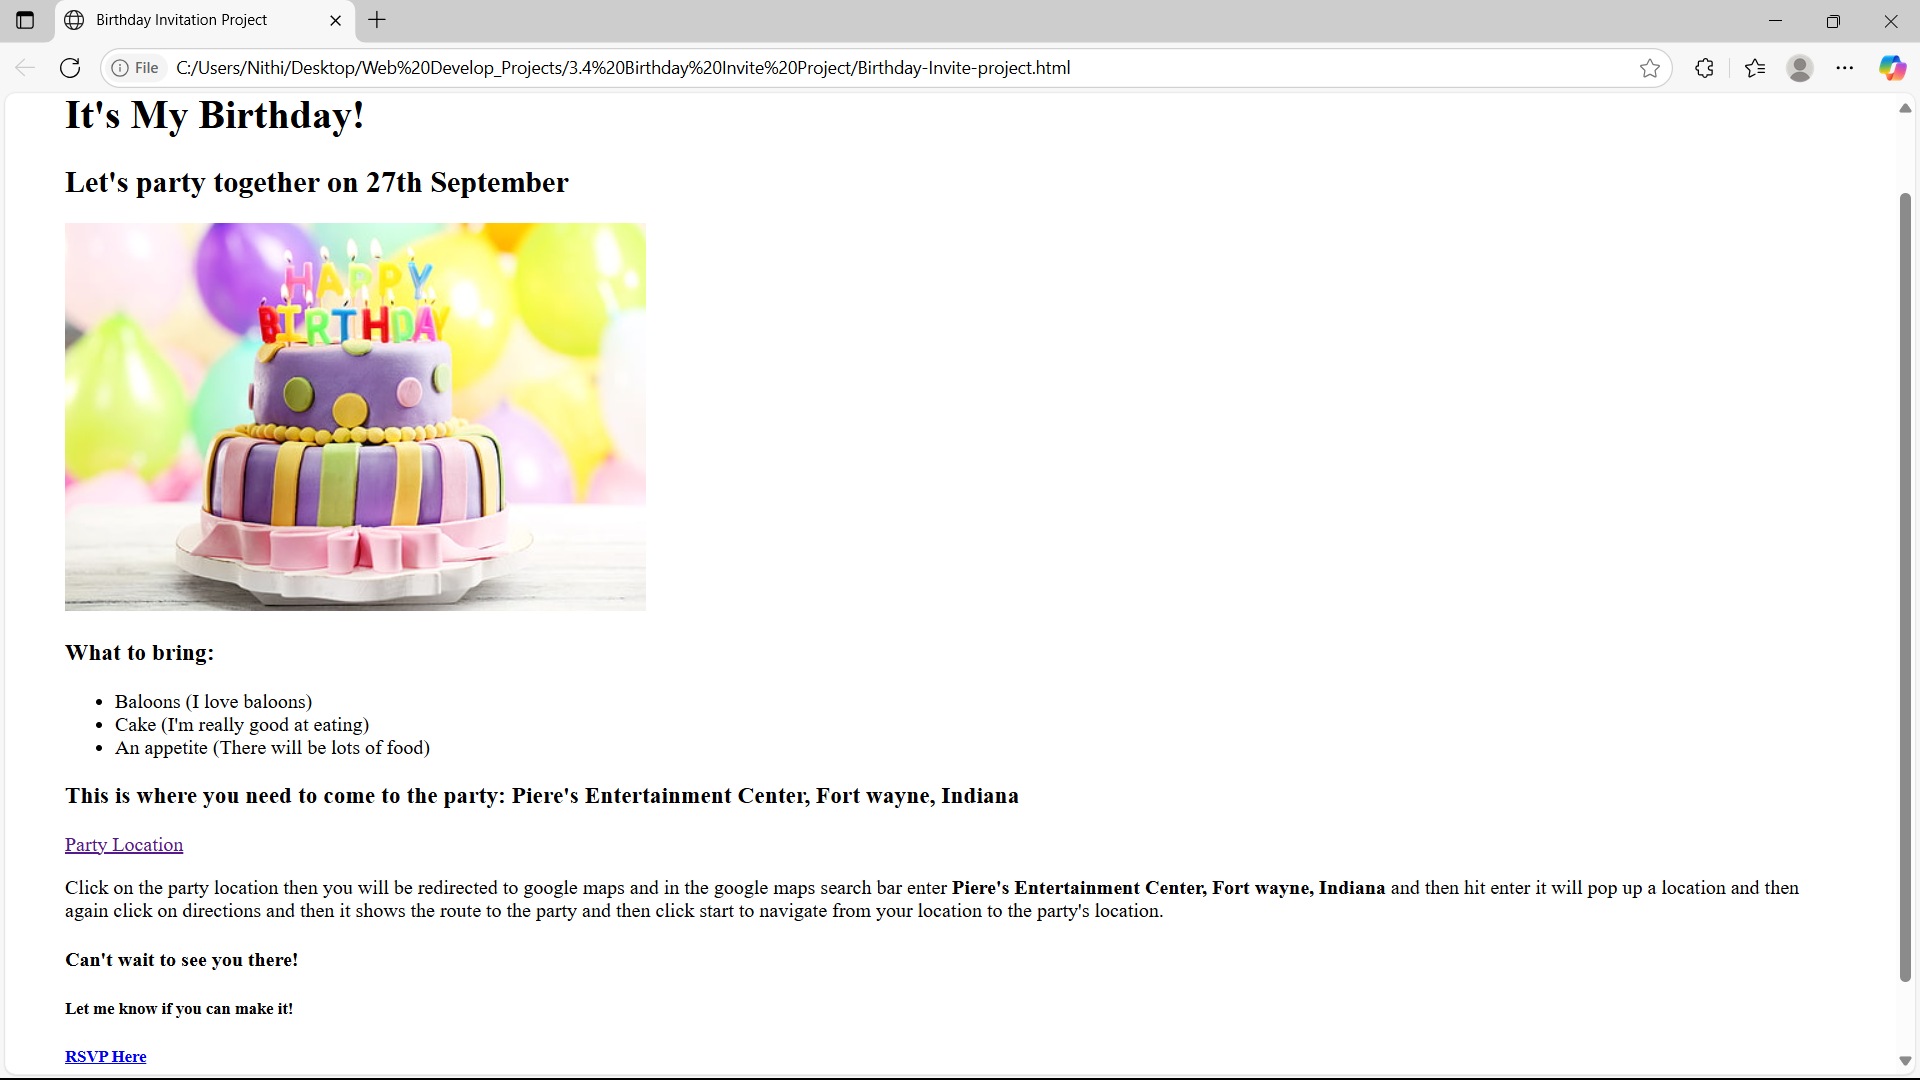 Birthday Invitation Project
File
C:/Users/Nithi/Desktop/Web%20Develop_Projects/3.4%20Birthday%20Invite%20Project/Birthday-Invite-project.html
It's My Birthday!
Let's party together on 27th September
HAPPY
BIRTHDAY
What to bring:
• Baloons (I love baloons)
• Cake (I'm really good at eating)
• An appetite (There will be lots of food)
This is where you need to come to the party: Piere's Entertainment Center, Fort wayne, Indiana
Party Location
Click on the party location then you will be redirected to google maps and in the google maps search bar enter Piere's Entertainment Center, Fort wayne, Indiana and then hit enter it will pop up a location and then
again click on directions and then it shows the route to the party and then click start to navigate from your location to the party's location.
Can't wait to see you there!
Let me know if you can make it!
RSVP Here